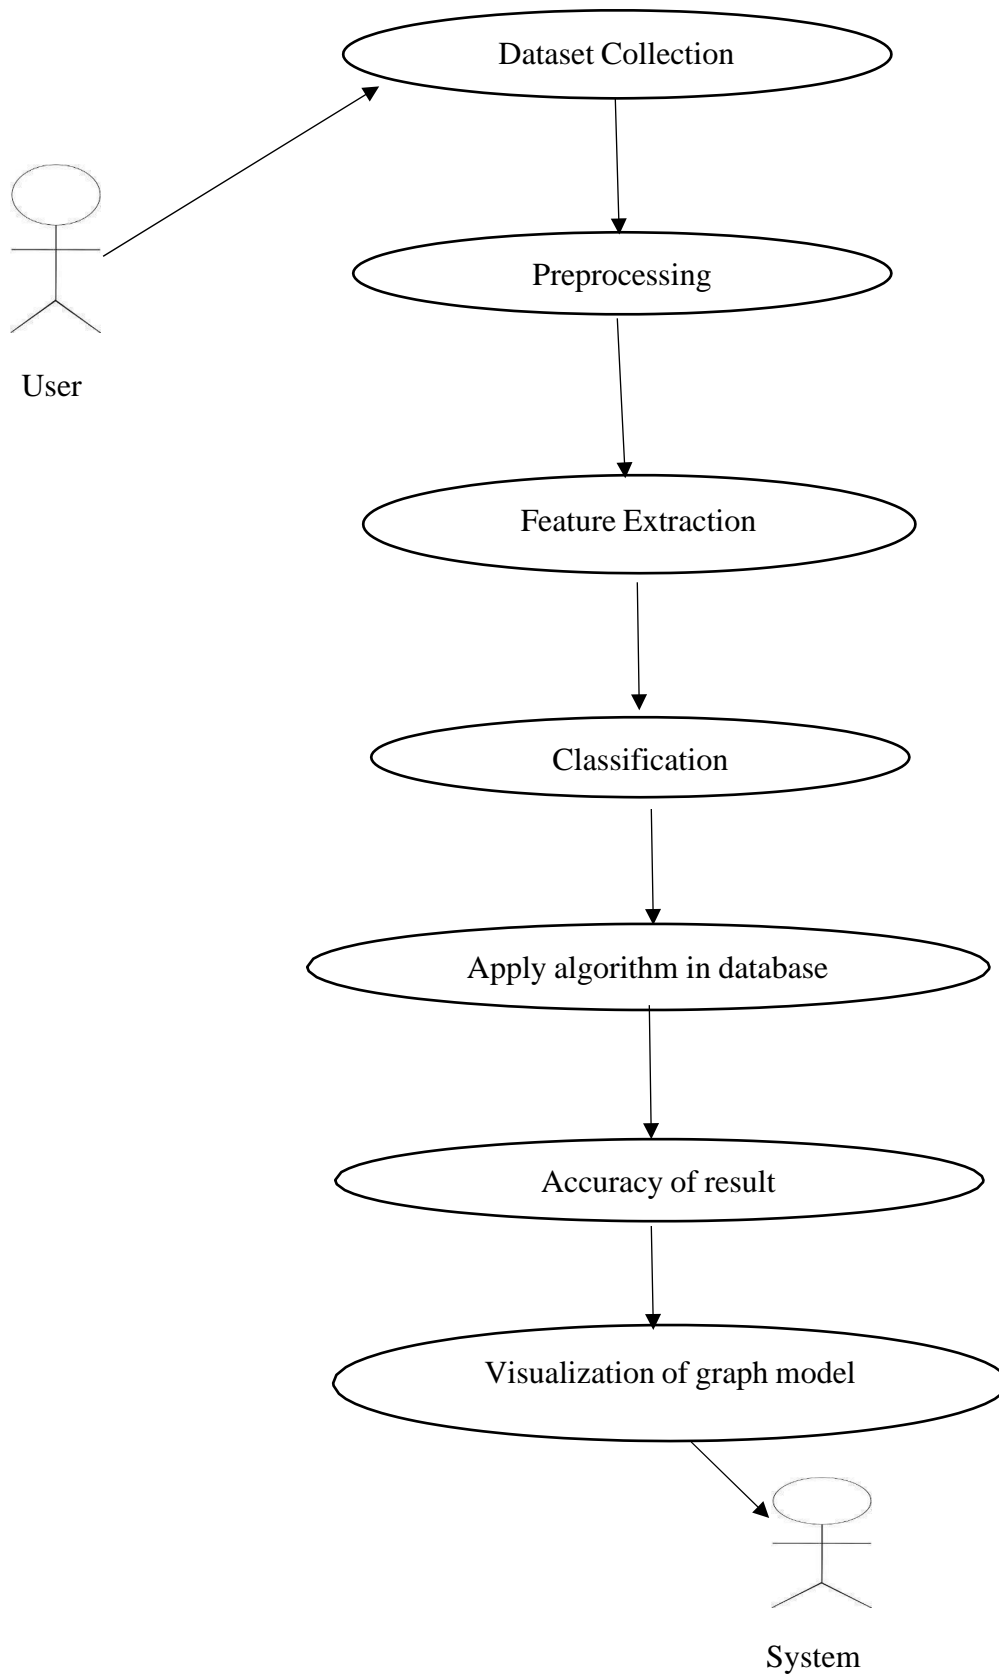 Dataset Collection
Preprocessing
User
Feature Extraction
Classification
Apply algorithm in database
Accuracy of result
Visualization of graph model
System